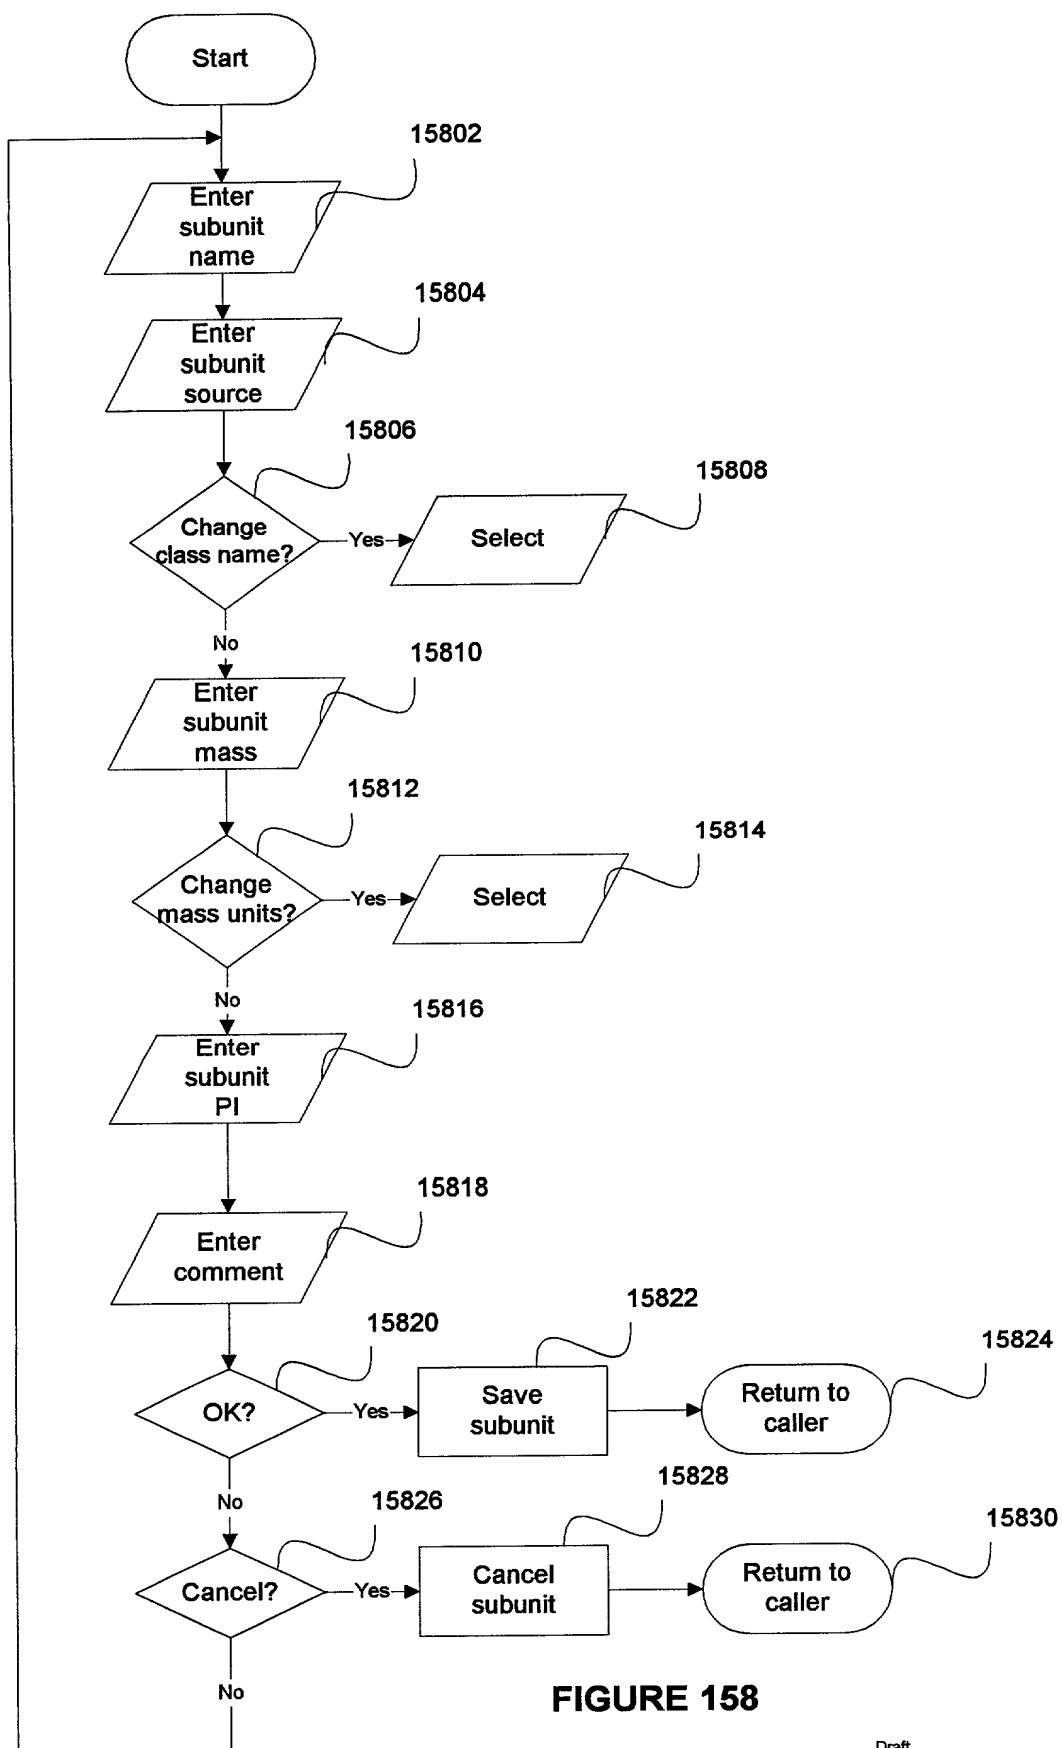 Start
15802
Enter
subunit
name
15804
Enter
subunit
source
15806
Change
class name?
Yes
15808
Select
No
15810
Enter
subunit
mass
15812
Change
mass units?
Yes
15814
Select
No
15816
Enter
subunit
PI
15818
Enter
comment
15820
OK?
Yes
15822
Save
subunit
15824
Return to
caller
No
15826
Cancel?
Yes
15828
Cancel
subunit
15830
Return to
caller
No
FIGURE 158
Draft